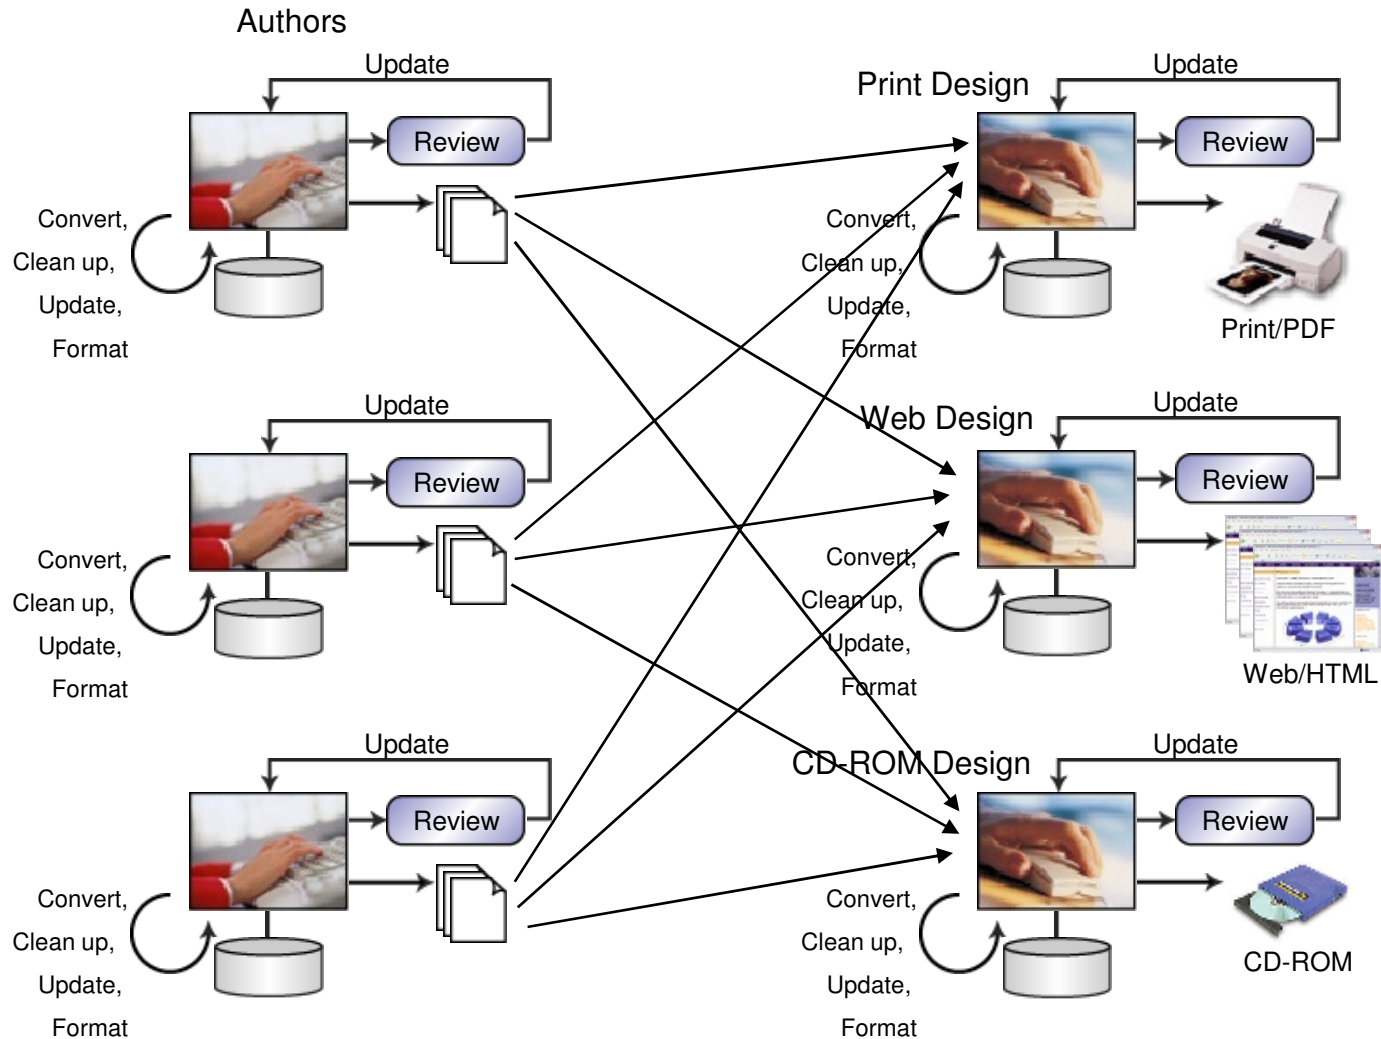 Authors
Update
Review
Convert,
Clean up,
Update,
Format
Update
Review
Convert,
Clean up,
Update,
Format
Update
Review
Convert,
Clean up,
Update,
Format
Print Design
Update
Review
Convert,
Clean up,
Update,
Format
Print/PDF
Web Design
Update
Review
Convert,
Clean up,
Update,
Format
Web/HTML
CD-ROM Design
Update
Review
Convert,
Clean up,
Update,
Format
CD-ROM